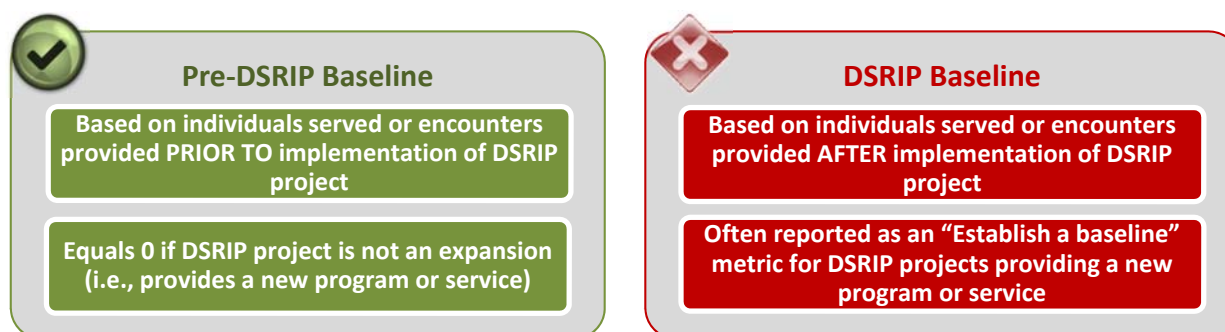 Pre-DSRIP Baseline
Based on individuals served or encounters
provided PRIOR TO implementation of DSRIP
project
Equals 0 if DSRIP project is not an expansion
(i.e., provides a new program or service)
DSRIP Baseline
Based on individuals served or encounters
provided AFTER implementation of DSRIP
project
Often reported as an “Establish a baseline”
metric for DSRIP projects providing a new
program or service